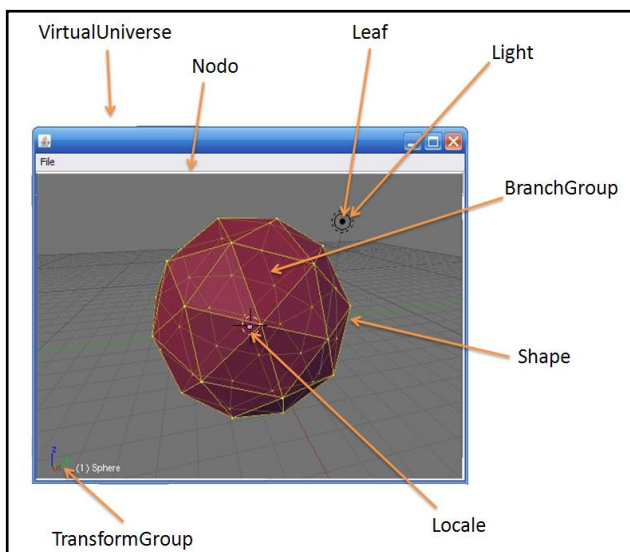 VirtualUniverse
Leaf
Light
Nodo
File
BranchGroup
Shape
z
(1) Sphere
Locale
TransformGroup